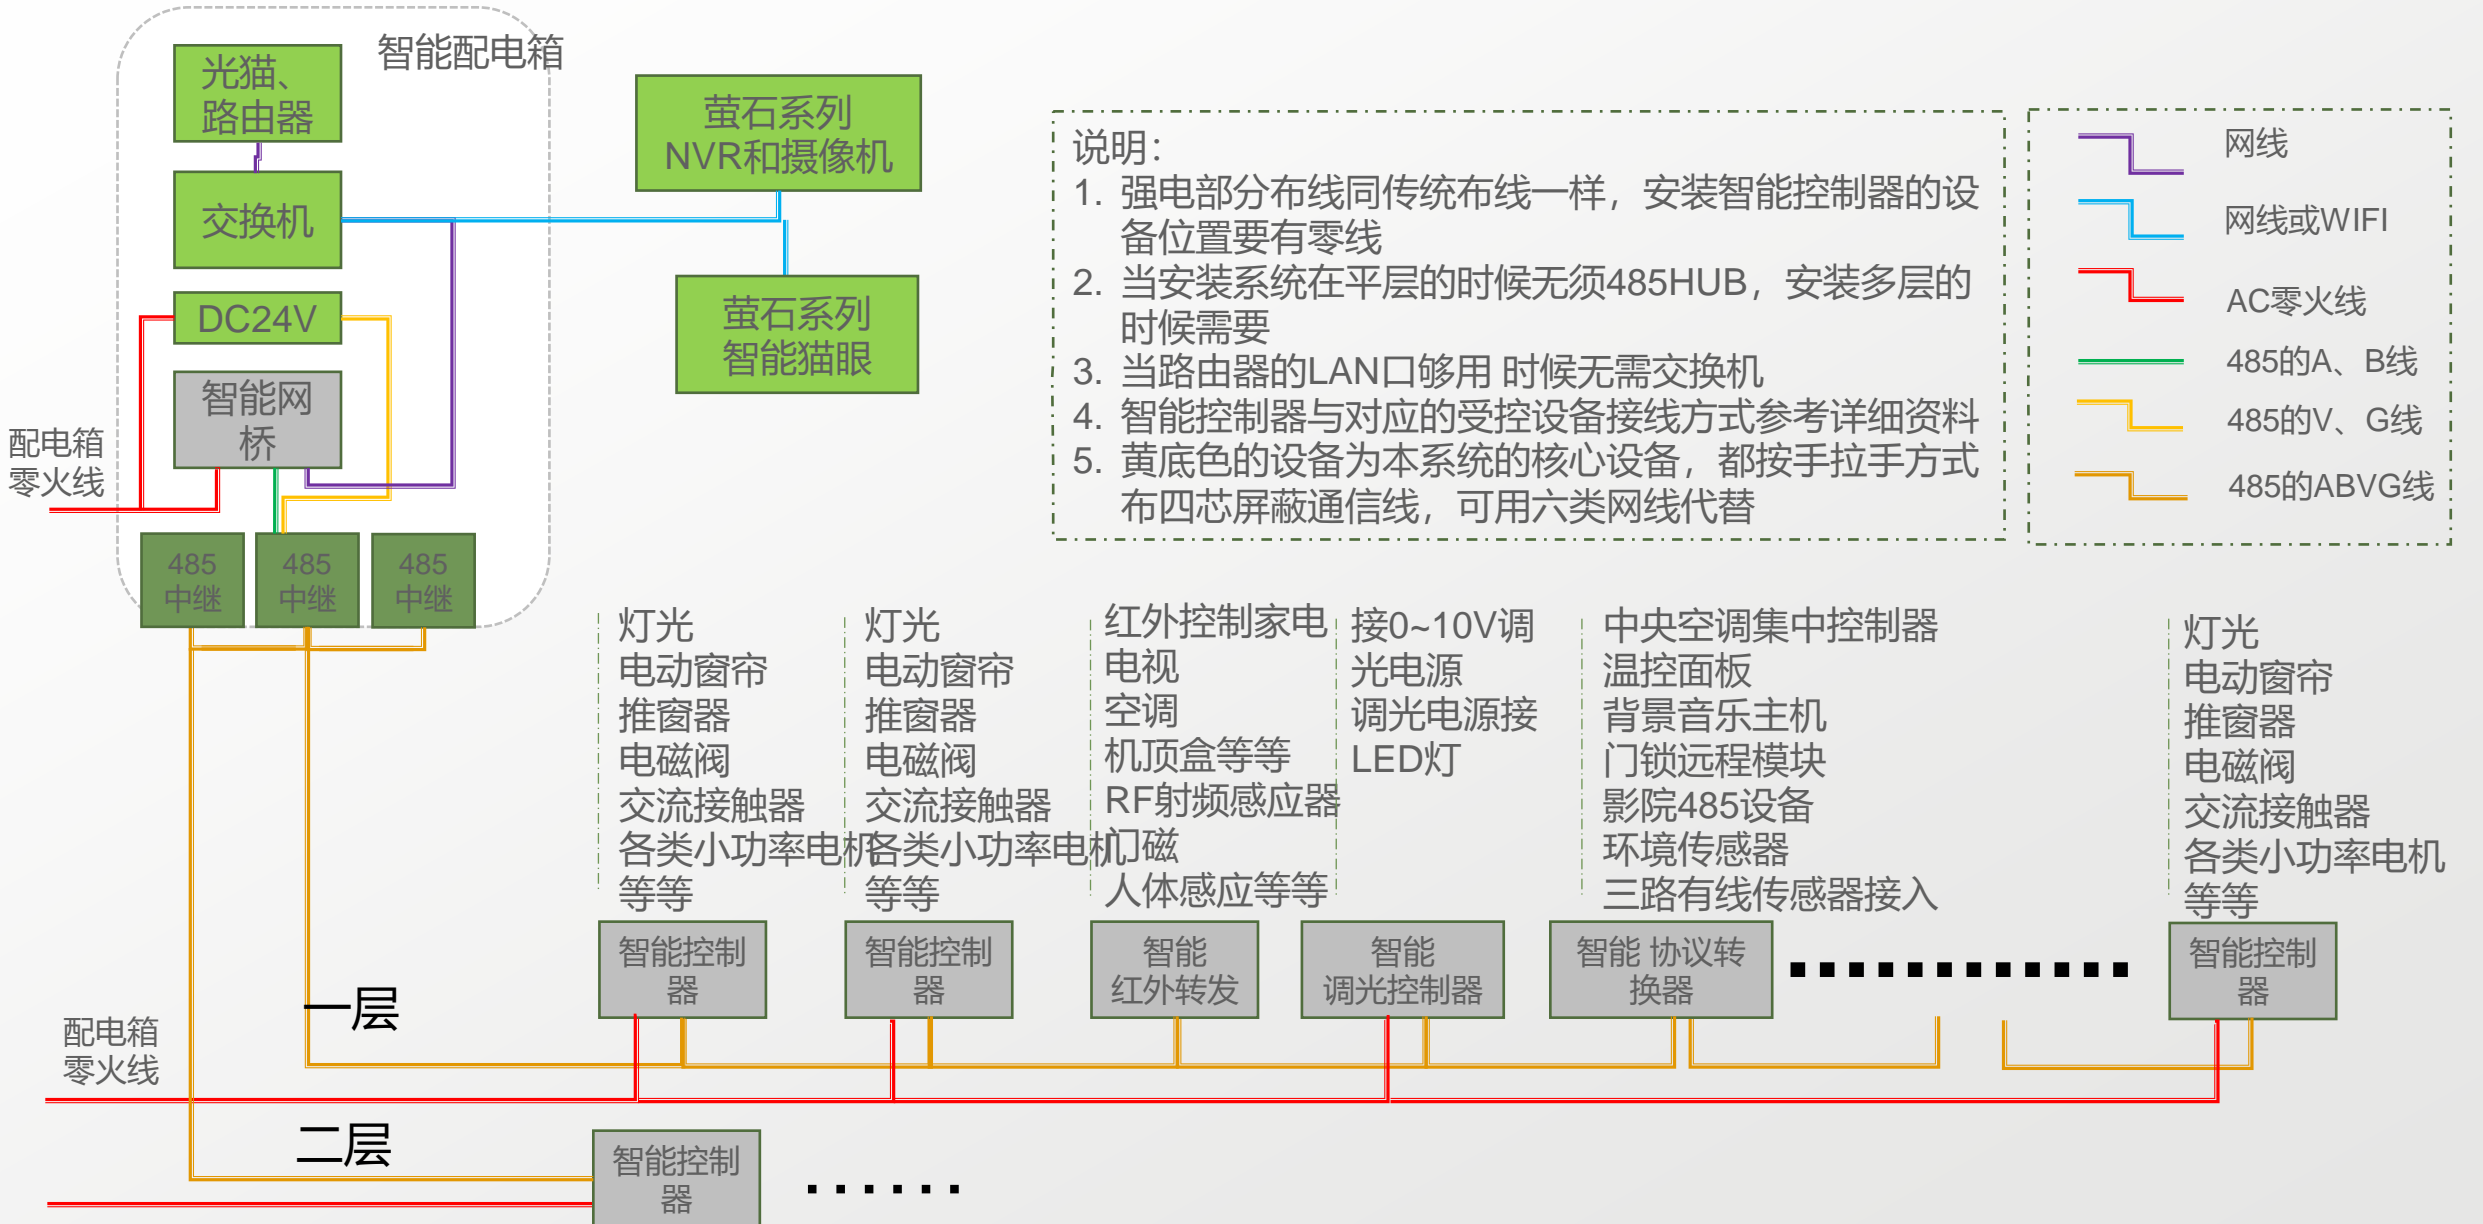 智能配电箱
光猫、
路由器
交换机
DC24V
智能网
桥
配电箱
零火线
485
中继
485
中继
485
中继
萤石系列
NVR和摄像机
萤石系列
智能猫眼
说明：
1. 强电部分布线同传统布线一样，安装智能控制器的设
备位置要有零线
2. 当安装系统在平层的时候无须485HUB，安装多层的
时候需要
3. 当路由器的LAN口够用 时候无需交换机
4. 智能控制器与对应的受控设备接线方式参考详细资料
5. 黄底色的设备为本系统的核心设备，都按手拉手方式
布四芯屏蔽通信线，可用六类网线代替
网线
网线或WIFI
AC零火线
485的A、B线
485的V、G线
485的ABVG线
灯光
电动窗帘
推窗器
电磁阀
交流接触器
各类小功率电机
等等
灯光
电动窗帘
推窗器
电磁阀
交流接触器
各类小功率电机
等等
红外控制家电
电视
空调
机顶盒等等
RF射频感应器
门磁
人体感应等等
接0~10V调
光电源
调光电源接
LED灯
中央空调集中控制器
温控面板
背景音乐主机
门锁远程模块
影院485设备
环境传感器
三路有线传感器接入
灯光
电动窗帘
推窗器
电磁阀
交流接触器
各类小功率电机
等等
智能控制
器
智能控制
器
智能
红外转发
智能
调光控制器
智能 协议转
换器
智能控制
器
一层
配电箱
零火线
二层
智能控制
器